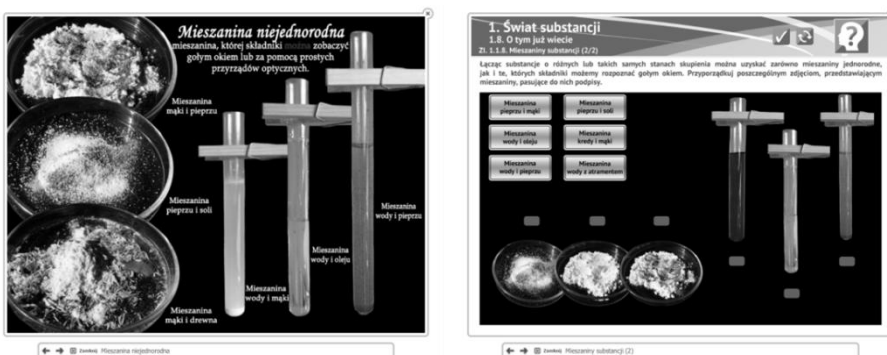 Mieszanina niejednorodna
mieszanina, której składniki można zobaczyć
gołym okiem lub za pomocą prostych
przyrządów optycznych.
Mieszanina
mąki i pieprzu
Mieszanina
pieprzu i soli
Mieszanina
mąki i drewna
Mieszanina
wody i mąki
Mieszanina
wody i oleju
Mieszanina
wody i pieprzu
Zamknij Mieszanina niejednorodna
1. Świat substancji
1.8. O tym już wiecie
Zl. 1.1.8. Mieszaniny substancji (2/2)
Łącząc substancje o różnych lub takich samych stanach skupienia można uzyskać zarówno mieszaniny jednorodne,
jak i te, których składniki możemy rozpoznać gołym okiem. Przyporządkuj poszczególnym zdjęciom, przedstawiającym
mieszaniny, pasujące do nich podpisy.
Mieszanina
pieprzu i mąki
Mieszanina
pieprzu i soli
Mieszanina
wody i oleju
Mieszanina
kredy i mąki
Mieszanina
wody i pieprzu
Mieszanina
wody z atramentem
Zamknij Mieszaniny substancji (2)